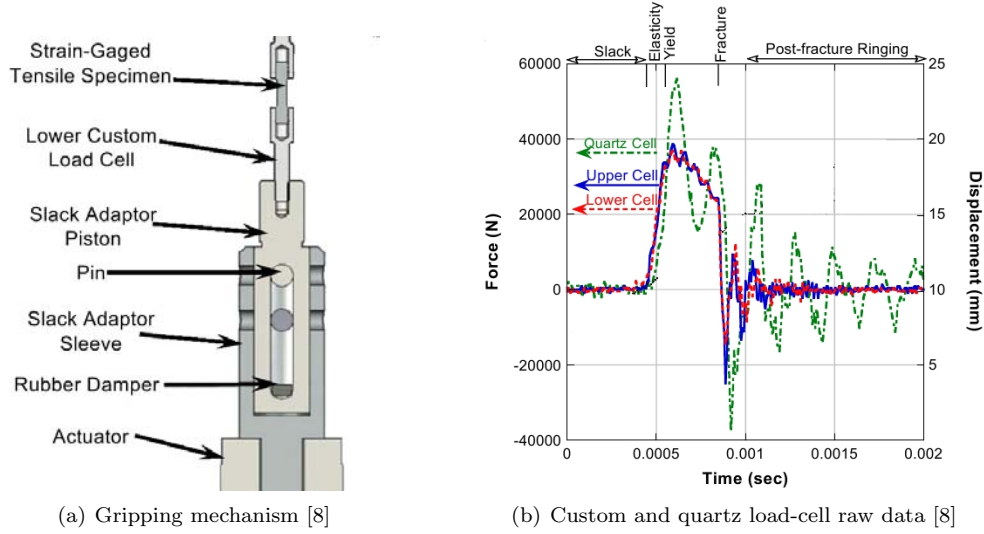 Strain-Gaged
Tensile Specimen
Lower Custom
Load Cell
Slack Adaptor
Piston
Pin
Slack Adaptor
Sleeve
Rubber Damper
Actuator
(a) Gripping mechanism [8]
Slack
Elasticity
Yield
Fracture
Post-fracture Ringing
60000
40000
20000
0
-20000
-40000
Force (N)
Quartz Cell
Upper Cell
Lower Cell
25
20
15
10
5
Displacement (mm)
0
0.0005
0.001
0.0015
0.002
Time (sec)
(b) Custom and quartz load-cell raw data [8]